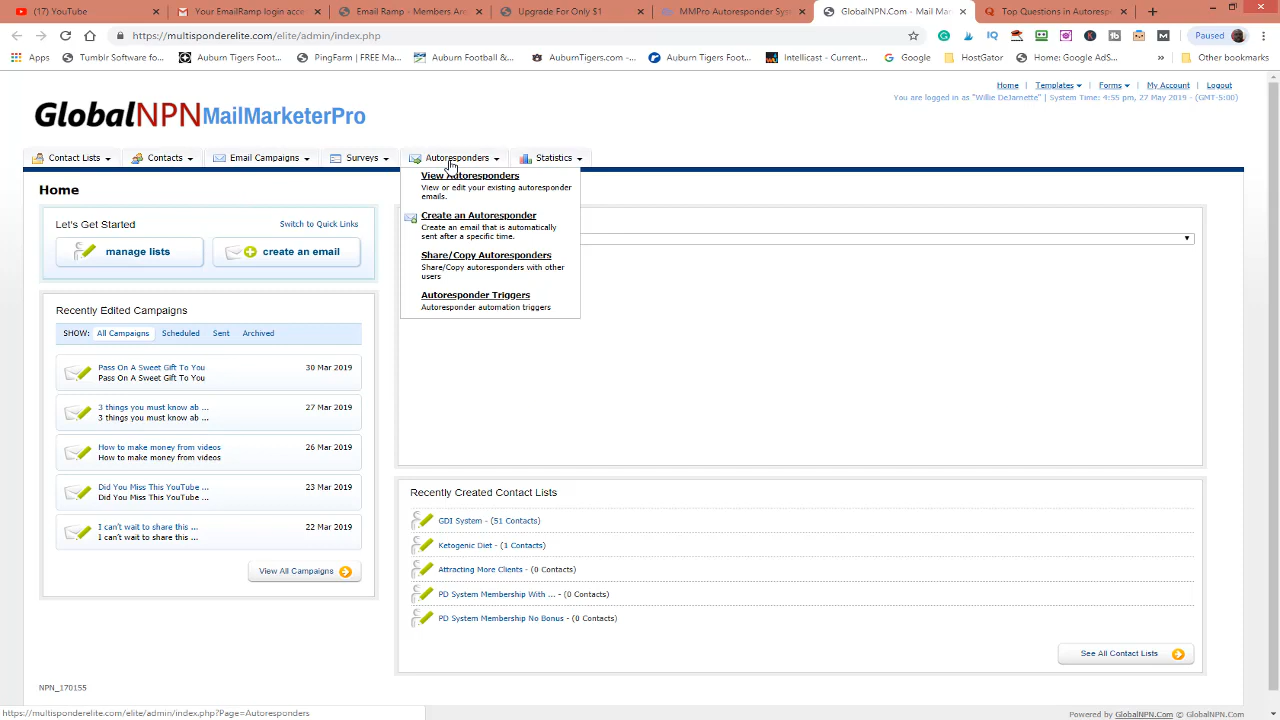 (17) YouTube
Your EmailRamp login acce
Email Ramp - Members Are
Upgrade For Only $1
MMPro Autoresponder Sys
GlobalNPN.Com - Mail Mar
Top Questions in Autorespo
https://multisponderelite.com/elite/admin/index.php
Paused
Apps
Tumblr Software fo...
Auburn Tigers Foot...
PingFarm | FREE Ma...
Auburn Football -...
AuburnTigers.com -...
Auburn Tigers Foot...
Intellicast - Current...
Google
HostGator
Home: Google AdS...
»
Other bookmarks
Home | Templates | Forms | My Account | Logout
You are logged in as "Willie DeJarnette" | System Time: 4:55 pm, 27 May 2019 - (GMT-5:00)
GlobalNPN MailMarketerPro
Contact Lists
Contacts
Email Campaigns
Surveys
Autoresponders
Statistics
View Autoresponders
View or edit your existing autoresponder
emails.
Create an Autoresponder
Create an email that is automatically
sent after a specific time.
Share/Copy Autoresponders
Share/Copy autoresponders with other
users
Autoresponder Triggers
Autoresponder automation triggers
Home
Let's Get Started
Switch to Quick Links
manage lists
create an email
Recently Edited Campaigns
SHOW: All Campaigns Scheduled Sent Archived
Pass On A Sweet Gift To You 30 Mar 2019
Pass On A Sweet Gift To You
3 things you must know ab ... 27 Mar 2019
3 things you must know ab ...
How to make money from videos 26 Mar 2019
How to make money from videos
Did You Miss This YouTube ... 23 Mar 2019
Did You Miss This YouTube ...
I can't wait to share this ... 22 Mar 2019
I can't wait to share this ...
View All Campaigns
Recently Created Contact Lists
GDI System - (51 Contacts)
Ketogenic Diet - (1 Contacts)
Attracting More Clients - (0 Contacts)
PD System Membership With ... - (0 Contacts)
PD System Membership No Bonus - (0 Contacts)
See All Contact Lists
NPN_170155
https://multisponderelite.com/elite/admin/index.php?Page=Autoresponders
Powered by GlobalNPN.Com © GlobalNPN.Com